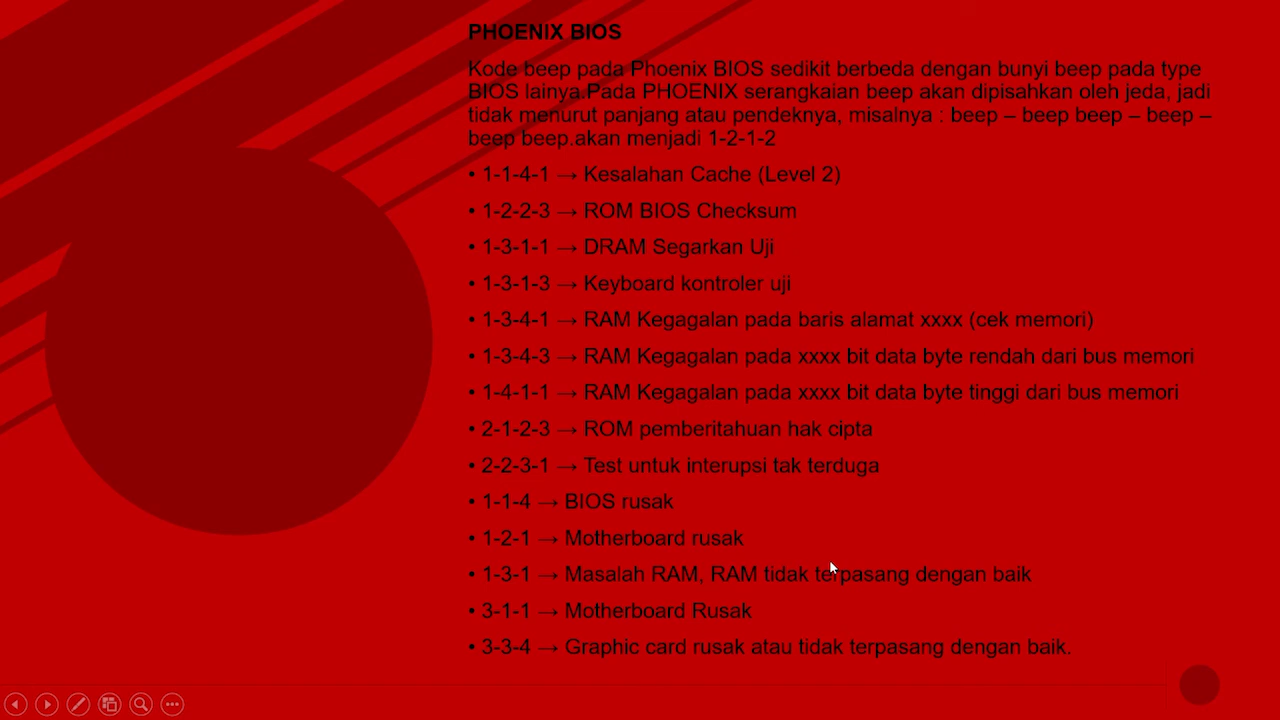 PHOENIX BIOS
Kode beep pada Phoenix BIOS sedikit berbeda dengan bunyi beep pada type
BIOS lainya.Pada PHOENIX serangkaian beep akan dipisahkan oleh jeda, jadi
tidak menurut panjang atau pendeknya, misalnya : beep – beep beep – beep –
beep beep.akan menjadi 1-2-1-2
• 1-1-4-1 → Kesalahan Cache (Level 2)
• 1-2-2-3 → ROM BIOS Checksum
• 1-3-1-1 → DRAM Segarkan Uji
• 1-3-1-3 → Keyboard kontroler uji
• 1-3-4-1 → RAM Kegagalan pada baris alamat xxxx (cek memori)
• 1-3-4-3 → RAM Kegagalan pada xxxx bit data byte rendah dari bus memori
• 1-4-1-1 → RAM Kegagalan pada xxxx bit data byte tinggi dari bus memori
• 2-1-2-3 → ROM pemberitahuan hak cipta
• 2-2-3-1 → Test untuk interupsi tak terduga
• 1-1-4 → BIOS rusak
• 1-2-1 → Motherboard rusak
• 1-3-1 → Masalah RAM, RAM tidak terpasang dengan baik
• 3-1-1 → Motherboard Rusak
• 3-3-4 → Graphic card rusak atau tidak terpasang dengan baik.